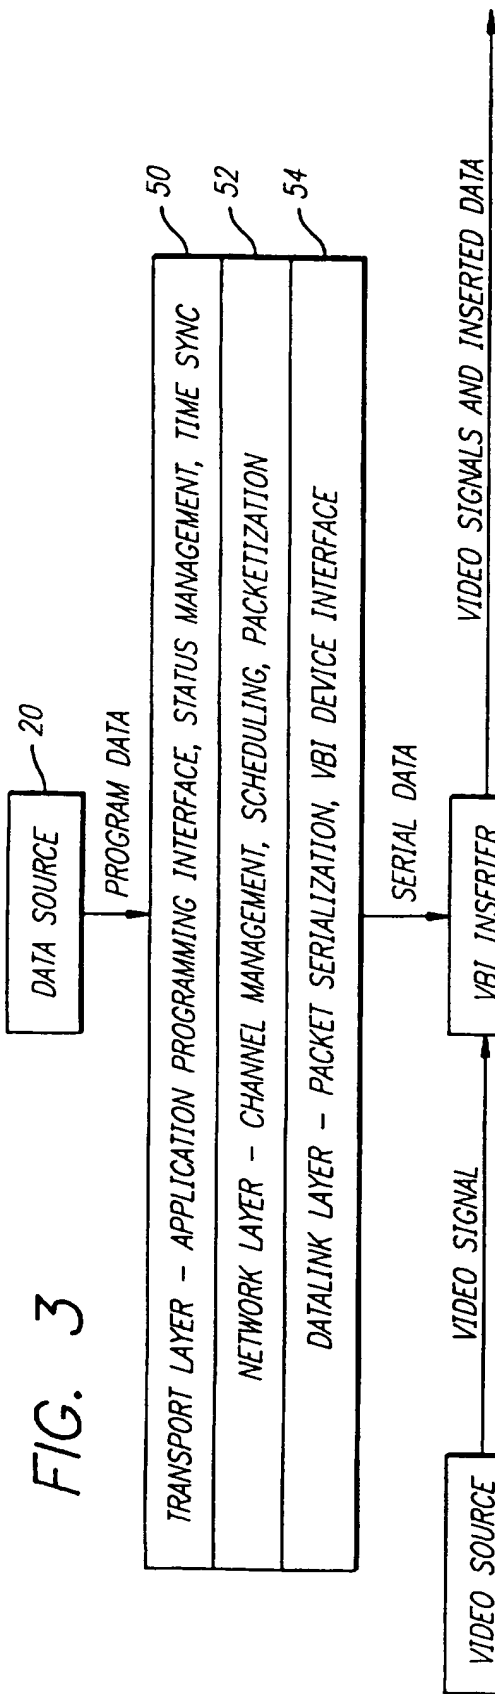 FIG. 3
DATA SOURCE
20
PROGRAM DATA
50
TRANSPORT LAYER – APPLICATION PROGRAMMING INTERFACE, STATUS MANAGEMENT, TIME SYNC
52
NETWORK LAYER – CHANNEL MANAGEMENT, SCHEDULING, PACKETIZATION
54
DATALINK LAYER – PACKET SERIALIZATION, VBI DEVICE INTERFACE
SERIAL DATA
VIDEO SOURCE
VIDEO SIGNAL
VBI INSERTER
VIDEO SIGNALS AND INSERTED DATA